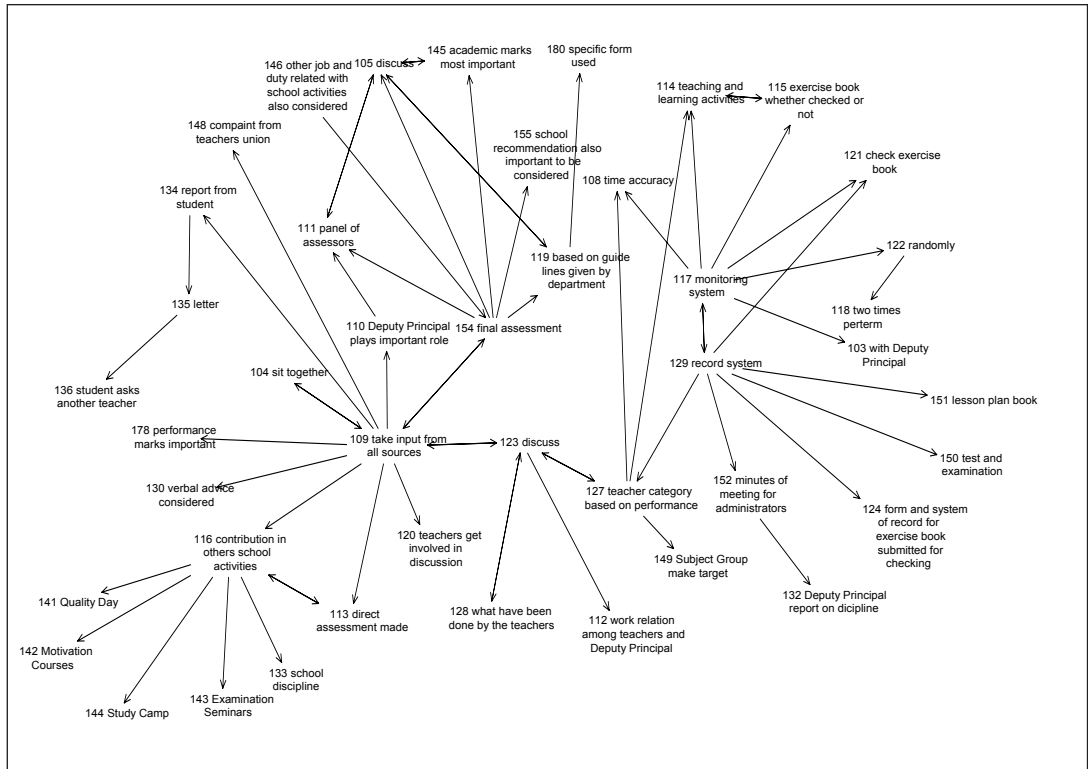 146 other job and
duty related with
school activities
also considered
105 discuss
145 academic marks
most important
180 specific form
used
114 teaching and
learning activities
115 exercise book
whether checked or
not
148 compaint from
teachers union
155 school
recommendation also
important to be
considered
121 check exercise
book
134 report from
student
108 time accuracy
111 panel of
assessors
119 based on guide
lines given by
department
122 randomly
117 monitoring
system
135 letter
118 two times
perterm
110 Deputy Principal
plays important role
154 final assessment
103 with Deputy
Principal
129 record system
104 sit together
136 student asks
another teacher
151 lesson plan book
178 performance
marks important
109 take input from
all sources
123 discuss
150 test and
examination
130 verbal advice
considered
127 teacher category
based on performance
152 minutes of
meeting for
administrators
124 form and system
of record for
exercise book
submitted for
checking
116 contribution in
others school
activities
120 teachers get
involved in
discussion
149 Subject Group
make target
141 Quality Day
113 direct
assessment made
128 what have been
done by the teachers
112 work relation
among teachers and
Deputy Principal
132 Deputy Principal
report on dicipline
142 Motivation
Courses
133 school
discipline
144 Study Camp
143 Examination
Seminars